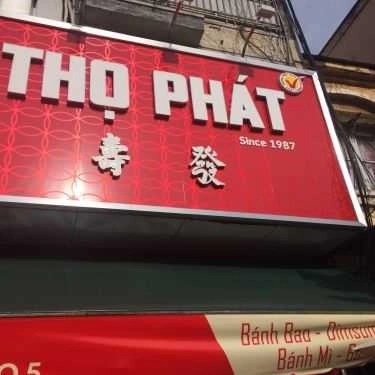 THỌ PHÁT
Since 1987
壽 發
Bánh Bao - Dimsum
Bánh Mì -